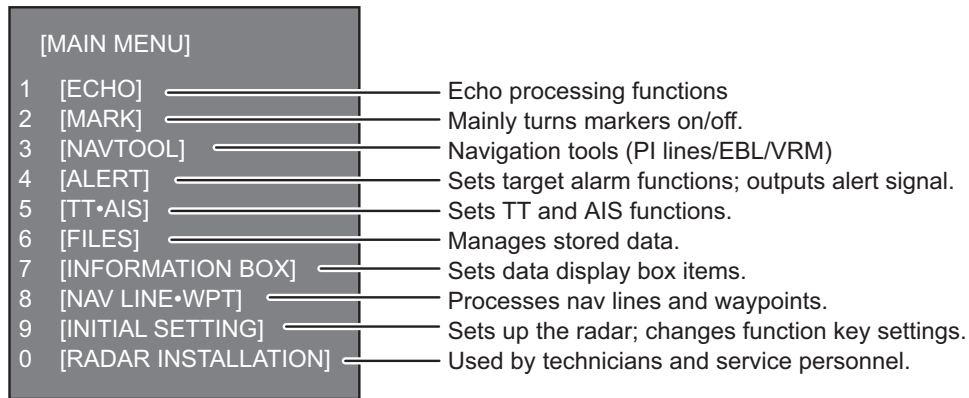 [MAIN MENU]
1 [ECHO] Echo processing functions
2 [MARK] Mainly turns markers on/off.
3 [NAVTOOL] Navigation tools (PI lines/EBL/VRM)
4 [ALERT] Sets target alarm functions; outputs alert signal.
5 [TT•AIS] Sets TT and AIS functions.
6 [FILES] Manages stored data.
7 [INFORMATION BOX] Sets data display box items.
8 [NAV LINE•WPT] Processes nav lines and waypoints.
9 [INITIAL SETTING] Sets up the radar; changes function key settings.
0 [RADAR INSTALLATION] Used by technicians and service personnel.